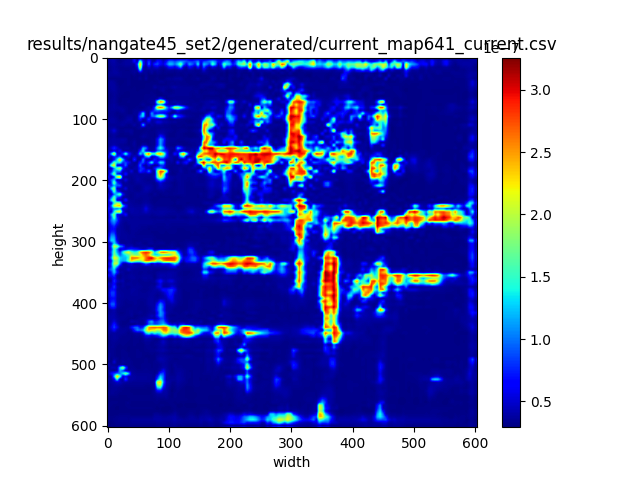 results/nangate45_set2/generated/current_map641_current.csv
1e−7
0
100
200
300
400
500
600
height
0 100 200 300 400 500 600
width
3.0
2.5
2.0
1.5
1.0
0.5